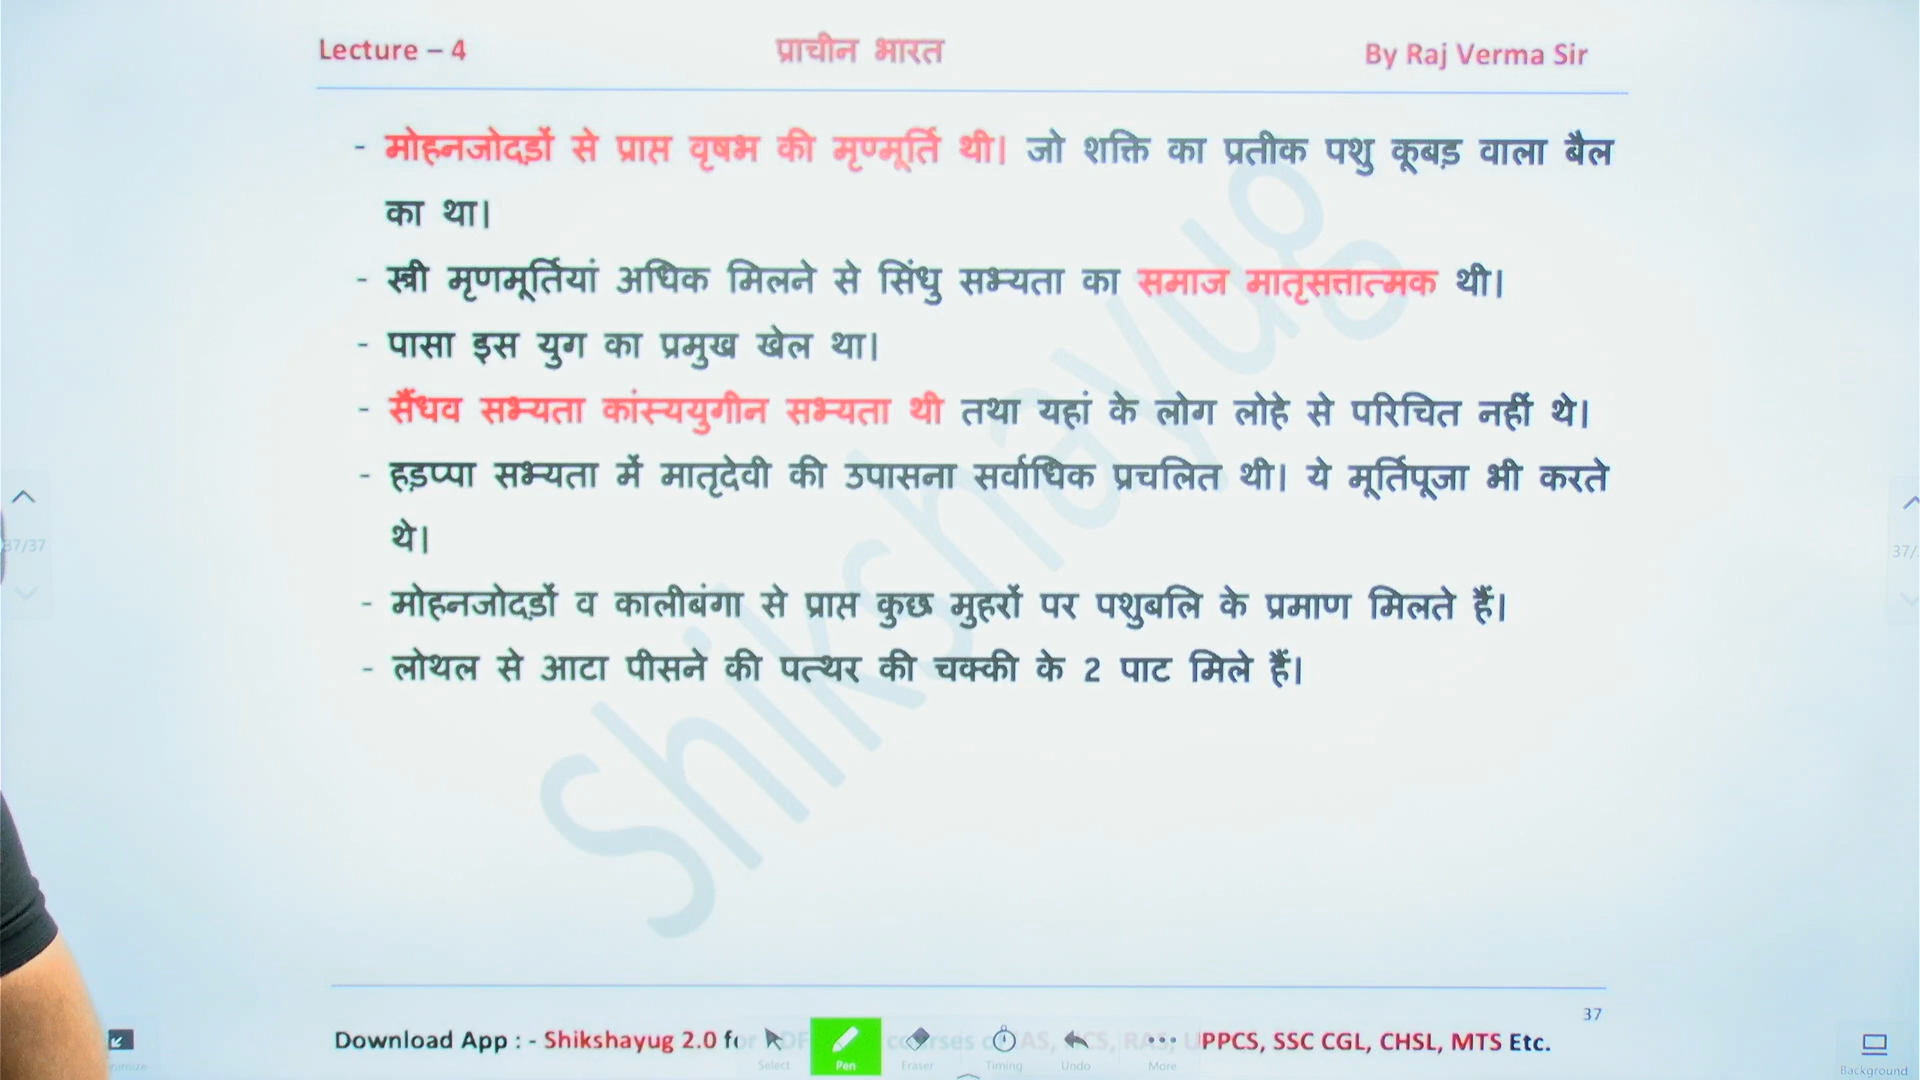 Lecture – 4 प्राचीन भारत By Raj Verma Sir
- मोहनजोदड़ों से प्राप्त वृषभ की मृण्मूर्ति थी। जो शक्ति का प्रतीक पशु कूबड़ वाला बैल
का था।
- स्त्री मृणमूर्तियां अधिक मिलने से सिंधु सभ्यता का समाज मातृसत्तात्मक थी।
- पासा इस युग का प्रमुख खेल था।
- सैंधव सभ्यता कांस्ययुगीन सभ्यता थी तथा यहां के लोग लोहे से परिचित नहीं थे।
- हड़प्पा सभ्यता में मातृदेवी की उपासना सर्वाधिक प्रचलित थी। ये मूर्तिपूजा भी करते
थे।
37/37
37/
- मोहनजोदड़ों व कालीबंगा से प्राप्त कुछ मुहरों पर पशुबलि के प्रमाण मिलते हैं।
- लोथल से आटा पीसने की पत्थर की चक्की के 2 पाट मिले हैं।
Shikshayug
37
Download App : - Shikshayug 2.0 for PPCS, SSC CGL, CHSL, MTS Etc.
Select Pen Eraser Timing Undo More Background